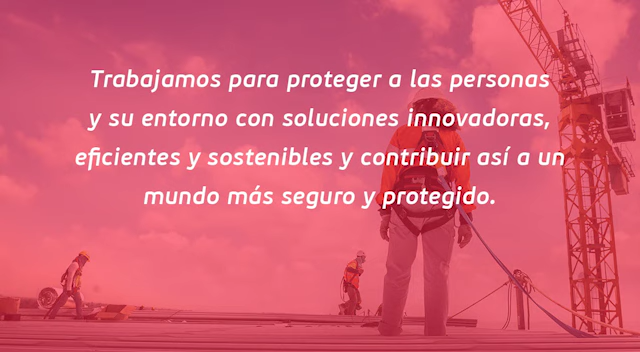 Trabajamos para proteger a las personas
y su entorno con soluciones innovadoras,
eficientes y sostenibles y contribuir así a un
mundo más seguro y protegido.